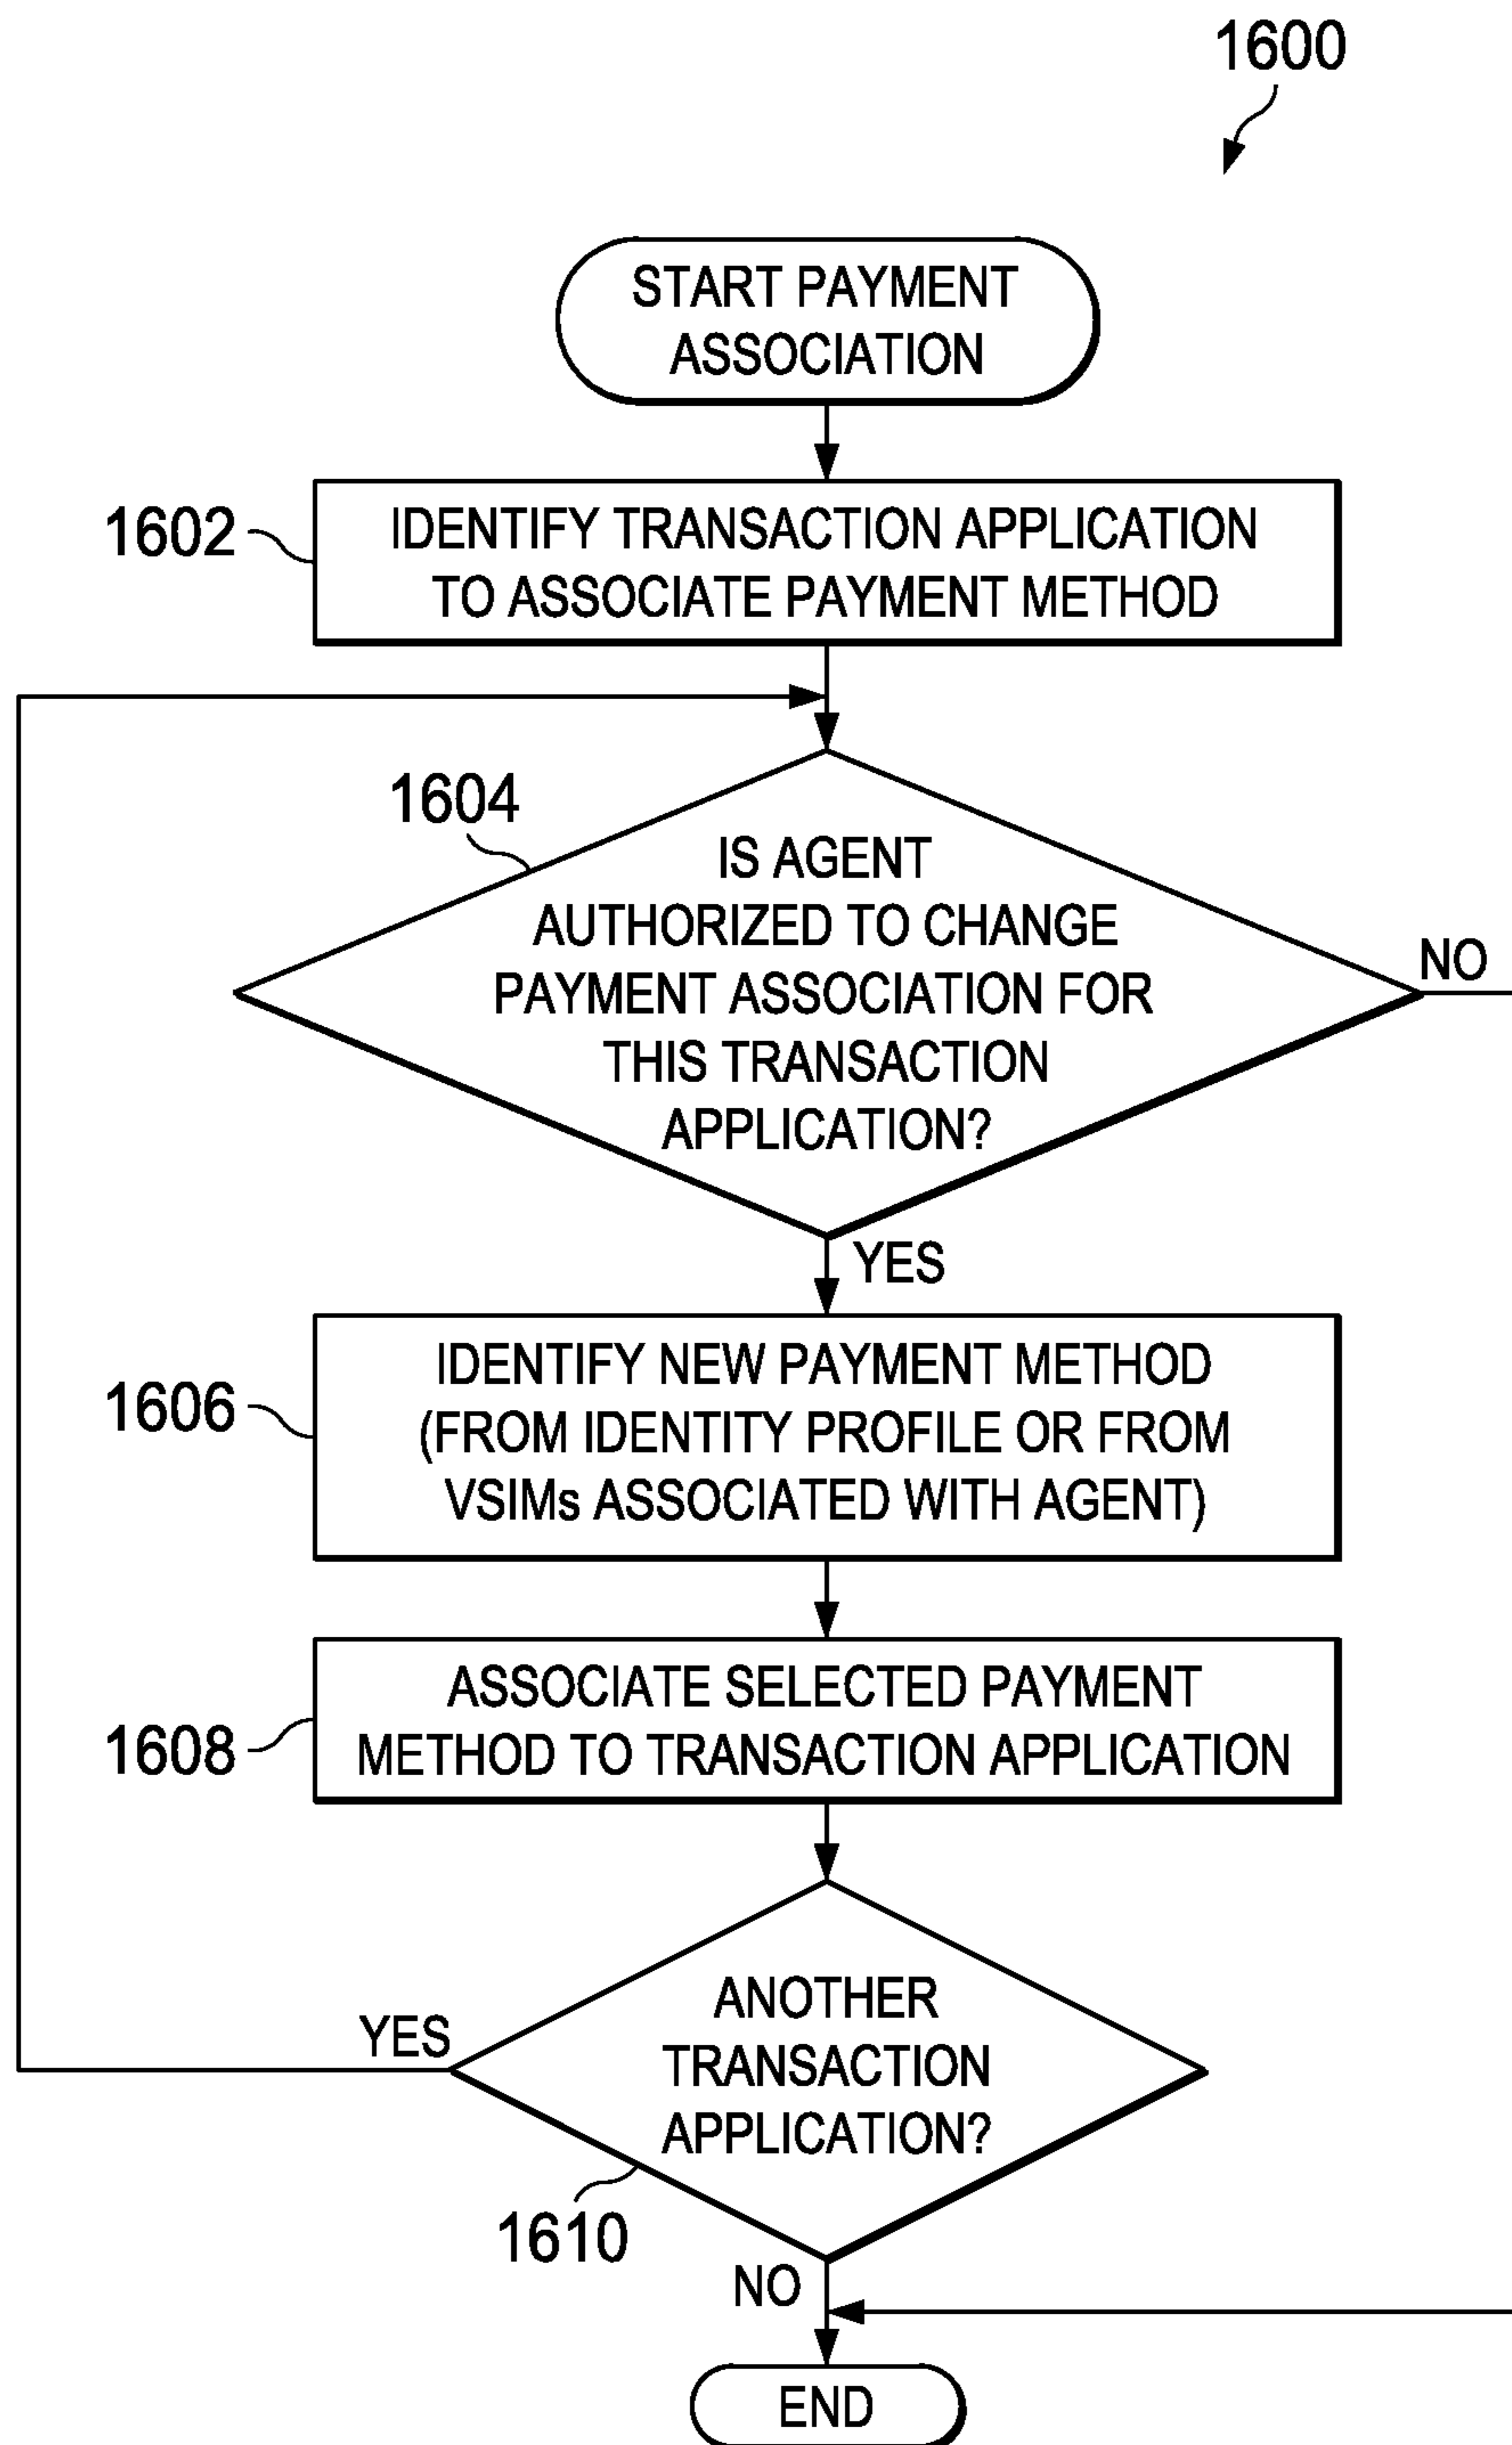 1600
START PAYMENT
ASSOCIATION
1602
IDENTIFY TRANSACTION APPLICATION
TO ASSOCIATE PAYMENT METHOD
1604
IS AGENT
AUTHORIZED TO CHANGE
PAYMENT ASSOCIATION FOR
THIS TRANSACTION
APPLICATION?
NO
YES
1606
IDENTIFY NEW PAYMENT METHOD
(FROM IDENTITY PROFILE OR FROM
VSIMs ASSOCIATED WITH AGENT)
1608
ASSOCIATE SELECTED PAYMENT
METHOD TO TRANSACTION APPLICATION
YES
ANOTHER
TRANSACTION
APPLICATION?
1610
NO
END